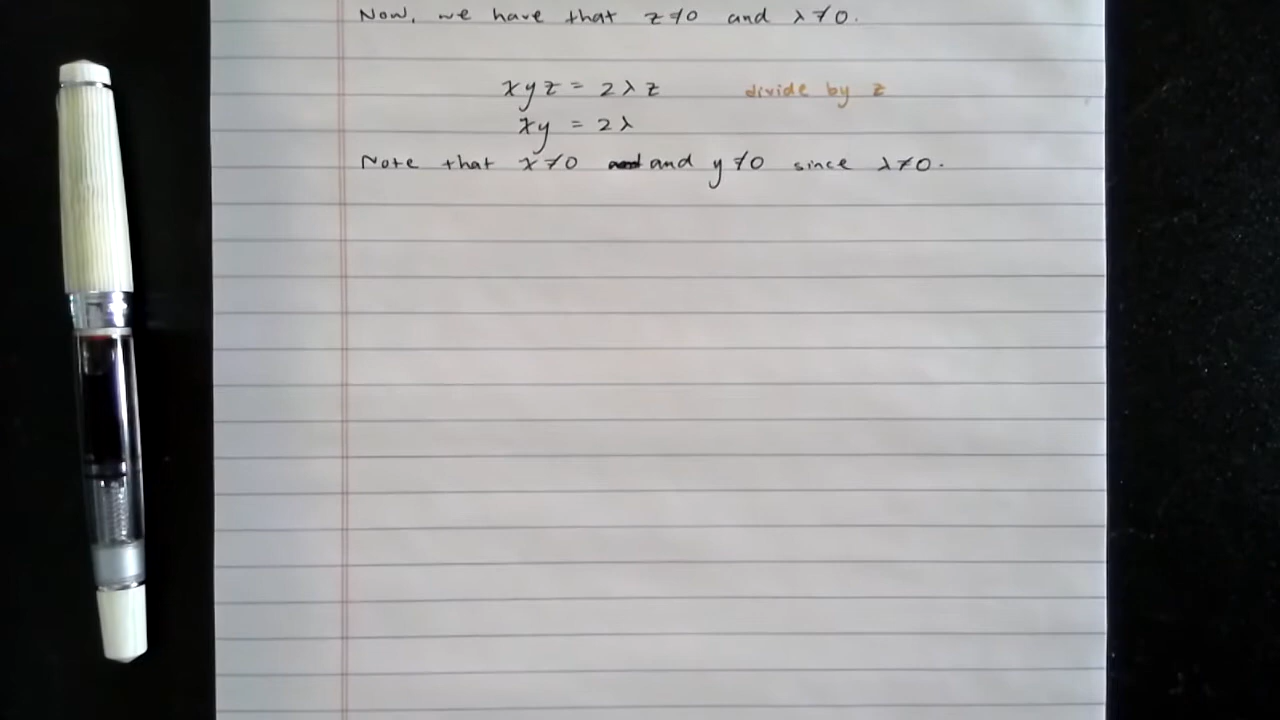 Now, we have that z≠0 and λ≠0.
xyz = 2λz divide by z
xy = 2λ
Note that x≠0 and y≠0 since λ≠0.